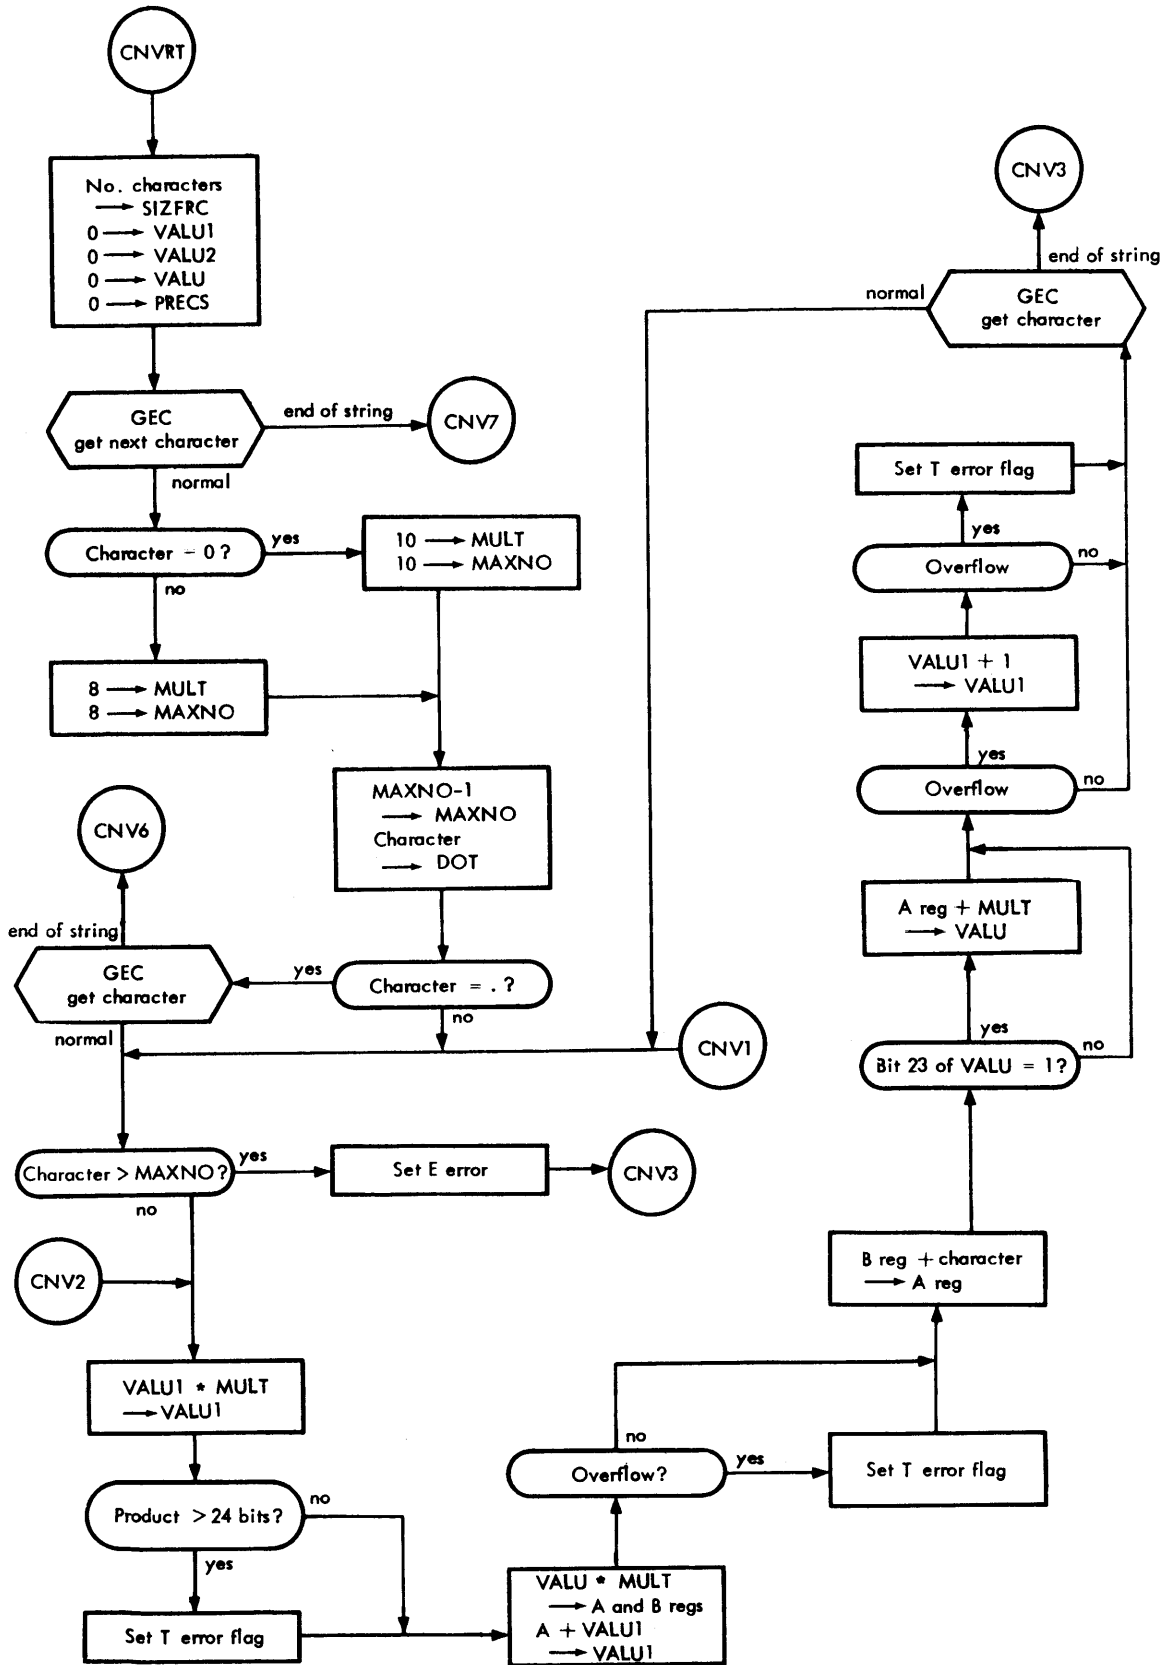 CNVRT
No. characters
→ SIZFRC
0 → VALU1
0 → VALU2
0 → VALU
0 → PRECS
GEC
get next character
end of string
CNV7
normal
Character - 0?
yes
10 → MULT
10 → MAXNO
no
8 → MULT
8 → MAXNO
MAXNO-1
→ MAXNO
Character
→ DOT
CNV6
end of string
GEC
get character
yes
Character = . ?
no
normal
CNV1
Character > MAXNO?
yes
Set E error
CNV3
no
CNV2
VALU1 * MULT
→ VALU1
Product > 24 bits?
no
yes
Set T error flag
VALU * MULT
→ A and B regs
A + VALU1
→ VALU1
Overflow?
no
yes
Set T error flag
B reg + character
→ A reg
Bit 23 of VALU = 1?
no
yes
A reg + MULT
→ VALU
Overflow
no
yes
VALU1 + 1
→ VALU1
Overflow
no
yes
Set T error flag
GEC
get character
normal
end of string
CNV3